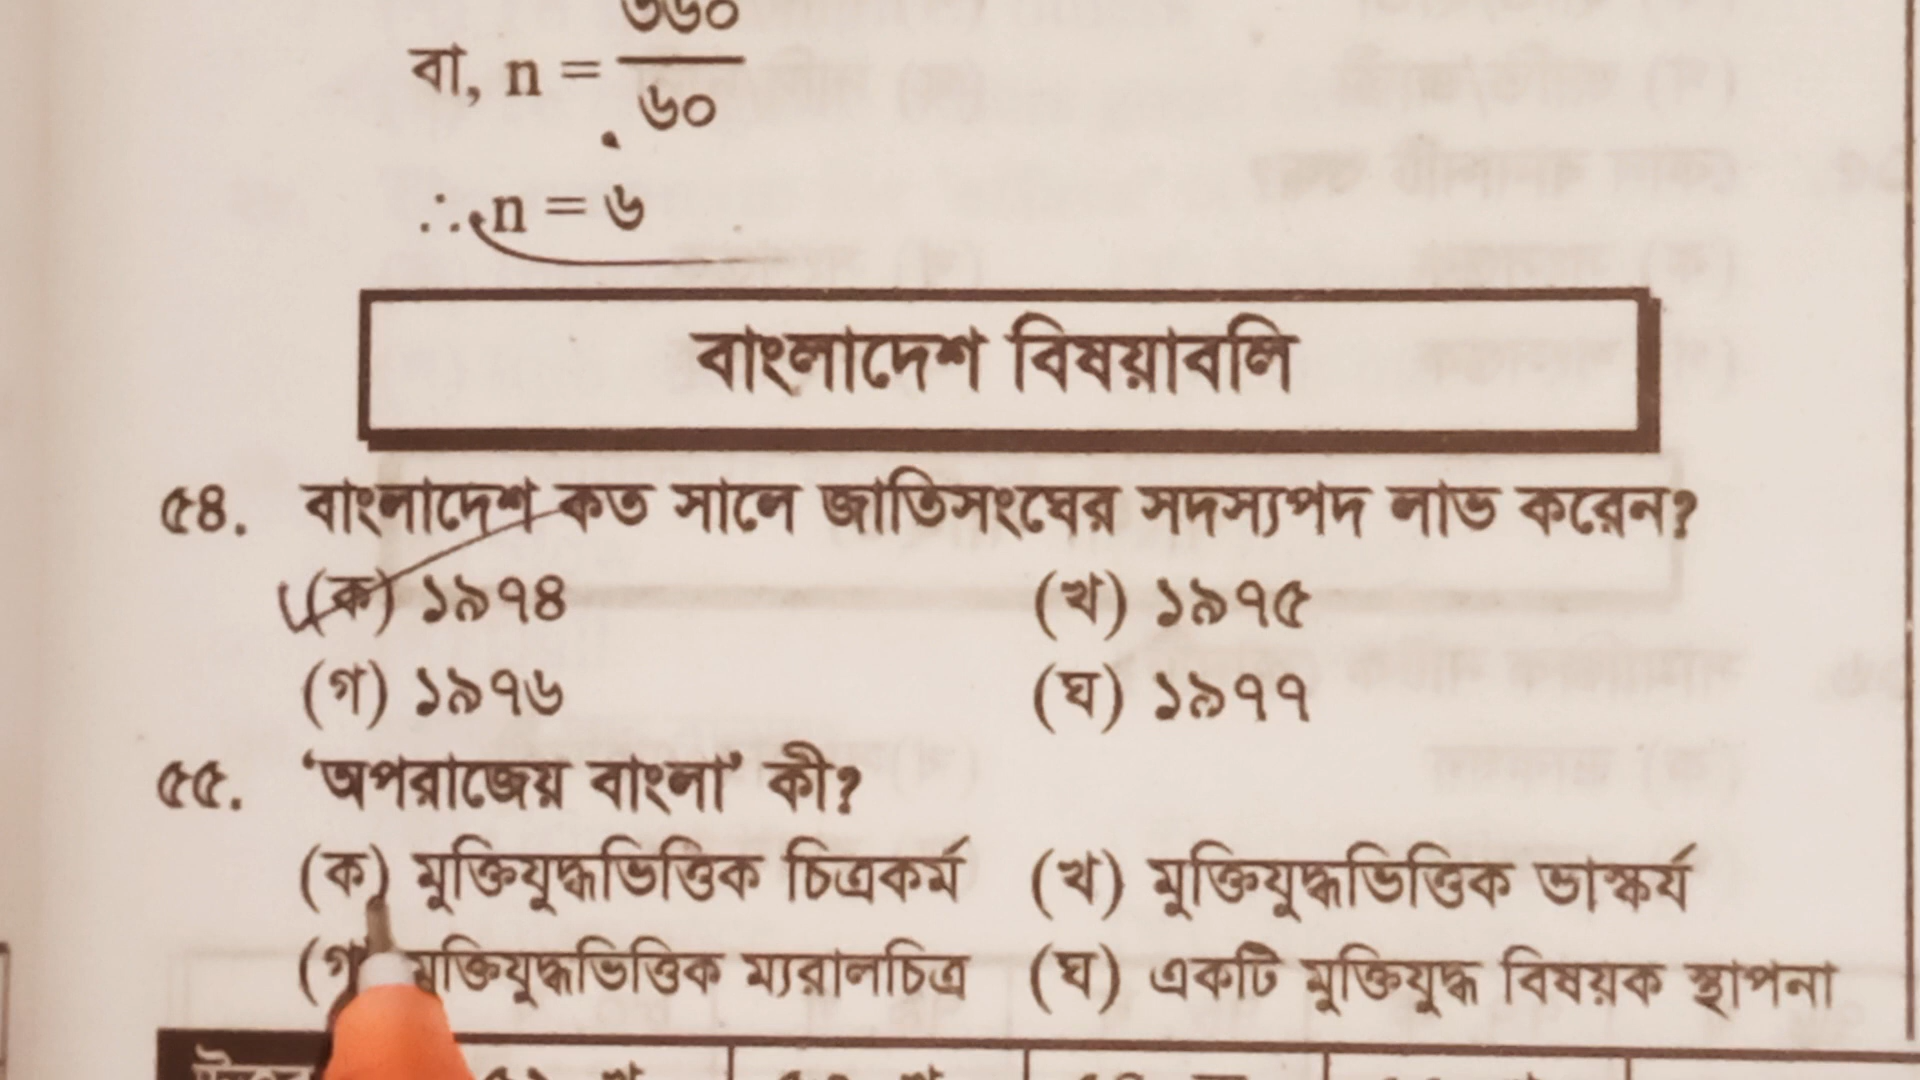 ৩৬০
বা, n =
৬০
∴ n = ৬
বাংলাদেশ বিষয়াবলি
৫৪. বাংলাদেশ কত সালে জাতিসংঘের সদস্যপদ লাভ করেন?
(ক) ১৯৭৪ (খ) ১৯৭৫
(গ) ১৯৭৬ (ঘ) ১৯৭৭
৫৫. ‘অপরাজেয় বাংলা’ কী?
(ক) মুক্তিযুদ্ধভিত্তিক চিত্রকর্ম (খ) মুক্তিযুদ্ধভিত্তিক ভাস্কর্য
(গ) মুক্তিযুদ্ধভিত্তিক ম্যুরালচিত্র (ঘ) একটি মুক্তিযুদ্ধ বিষয়ক স্থাপনা